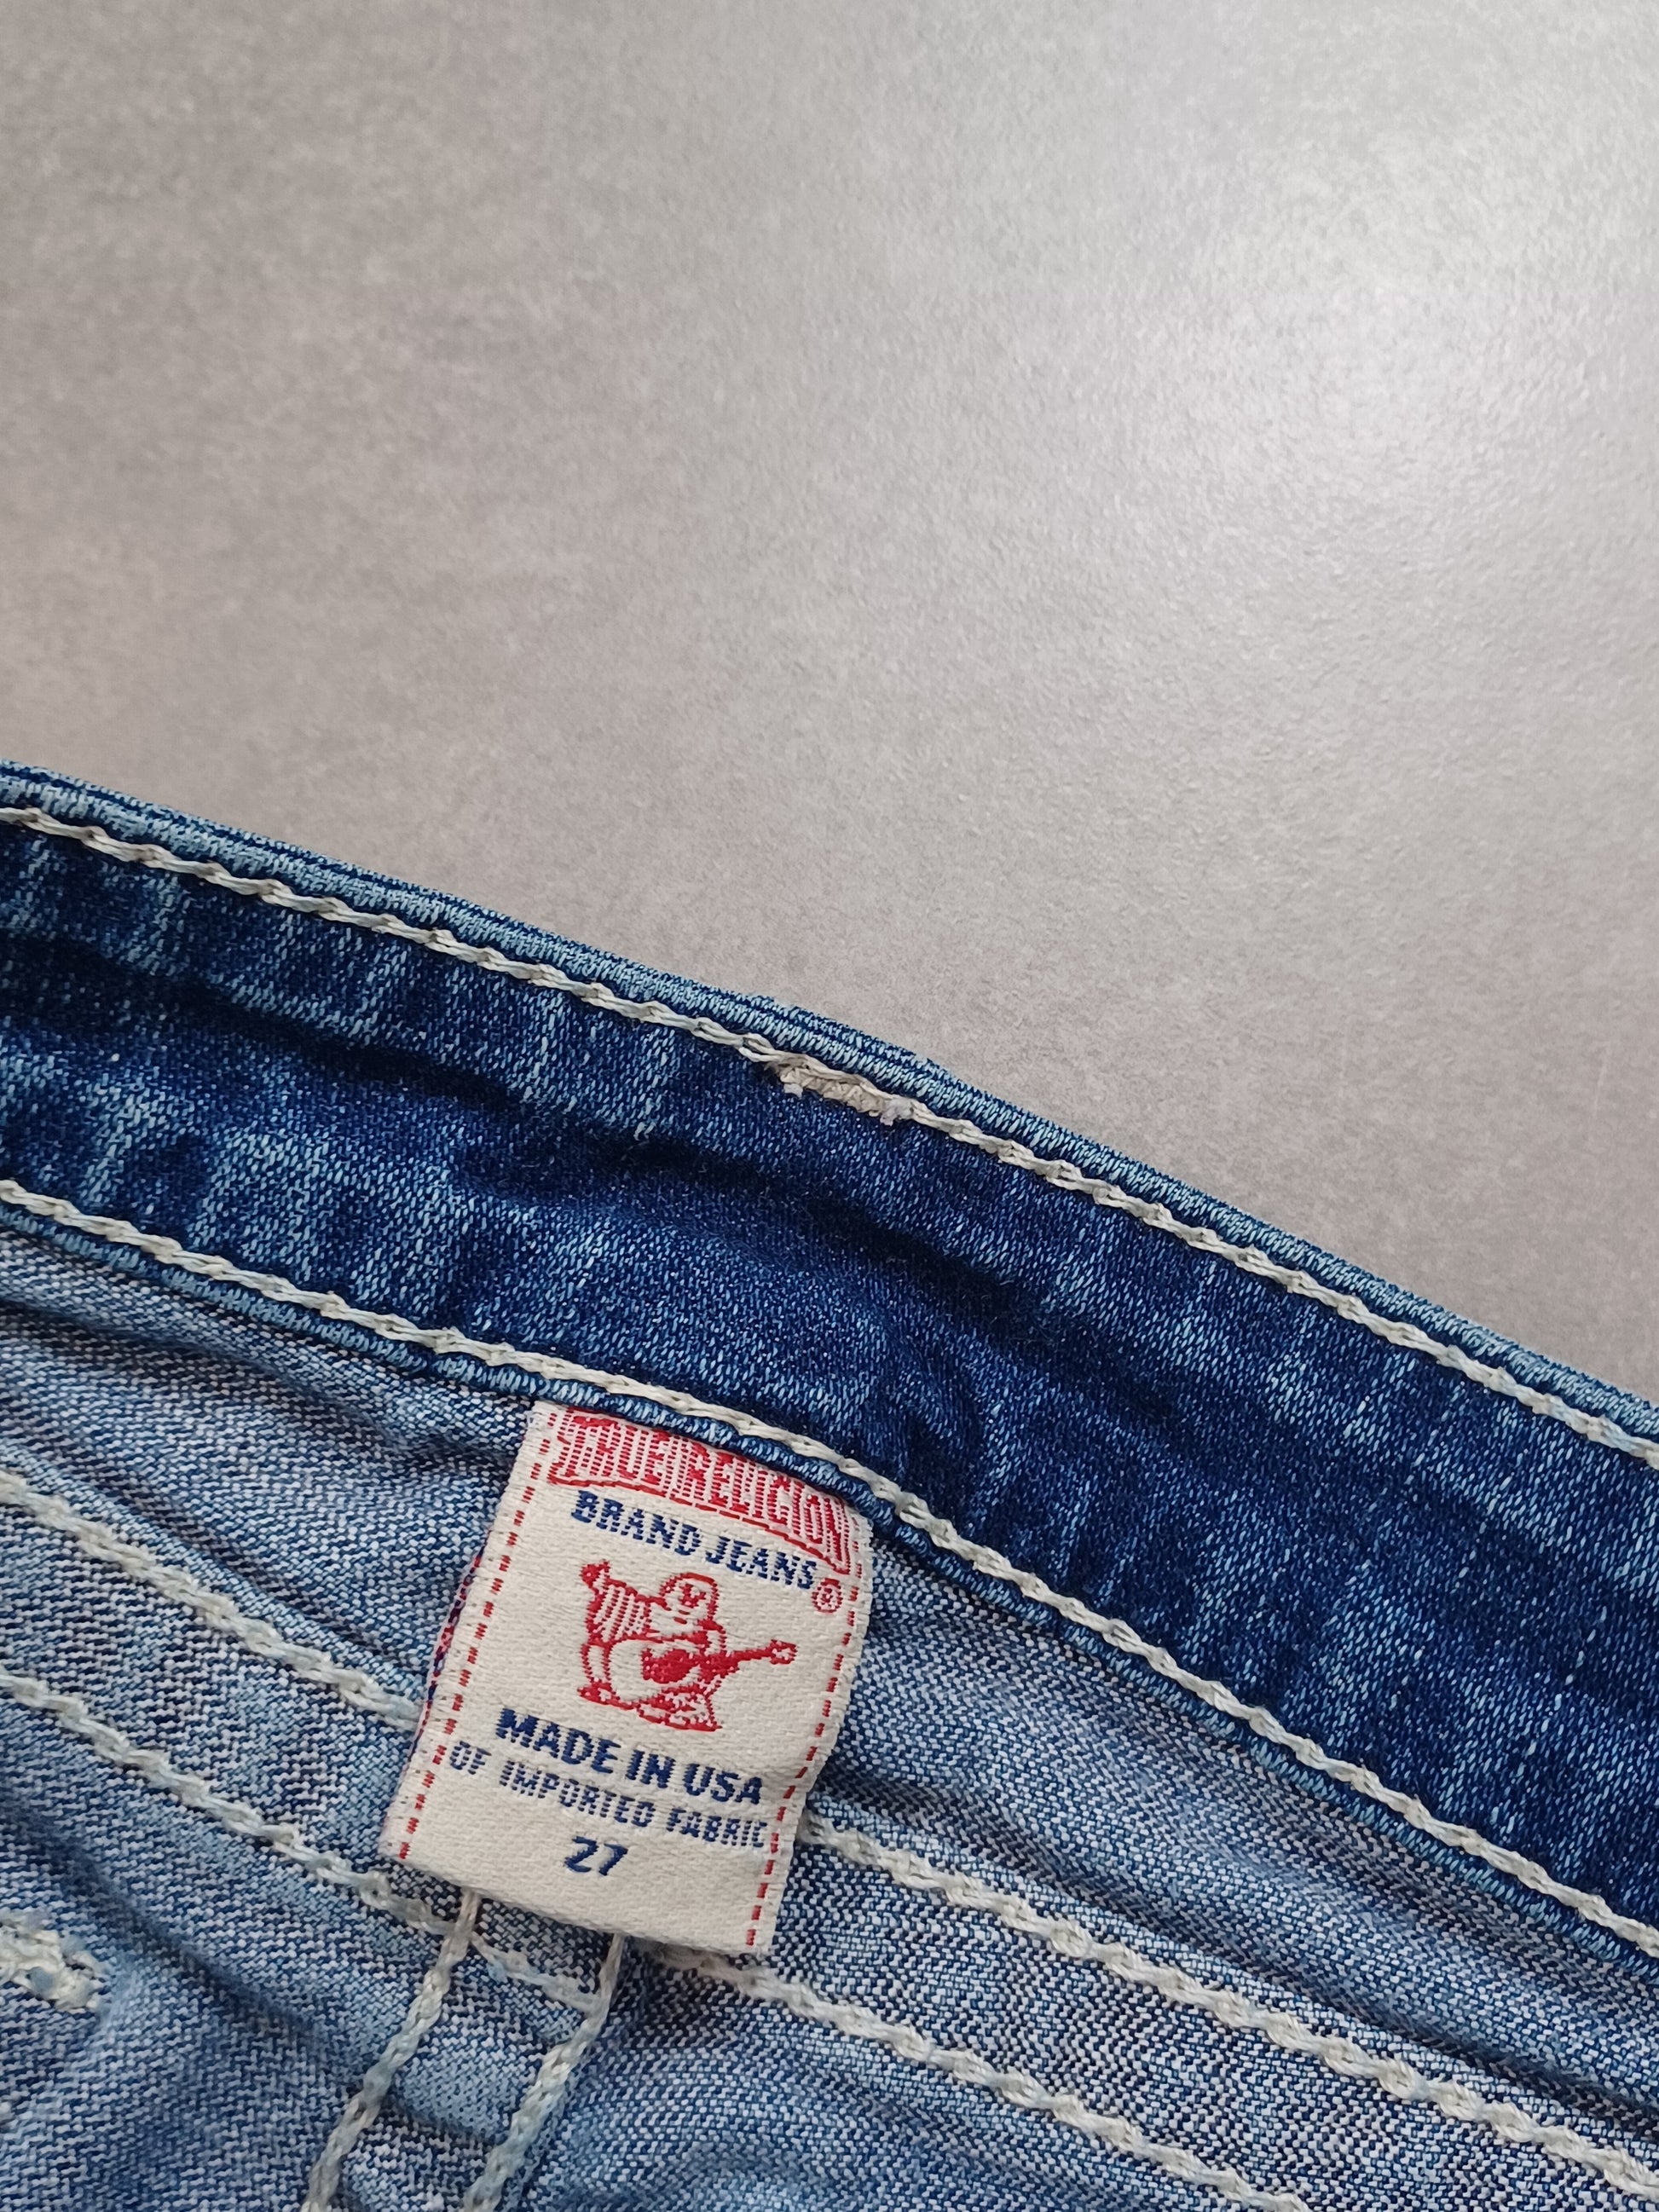 TRUE RELIGION
BRAND JEANS®
MADE IN USA
OF IMPORTED FABRIC
27